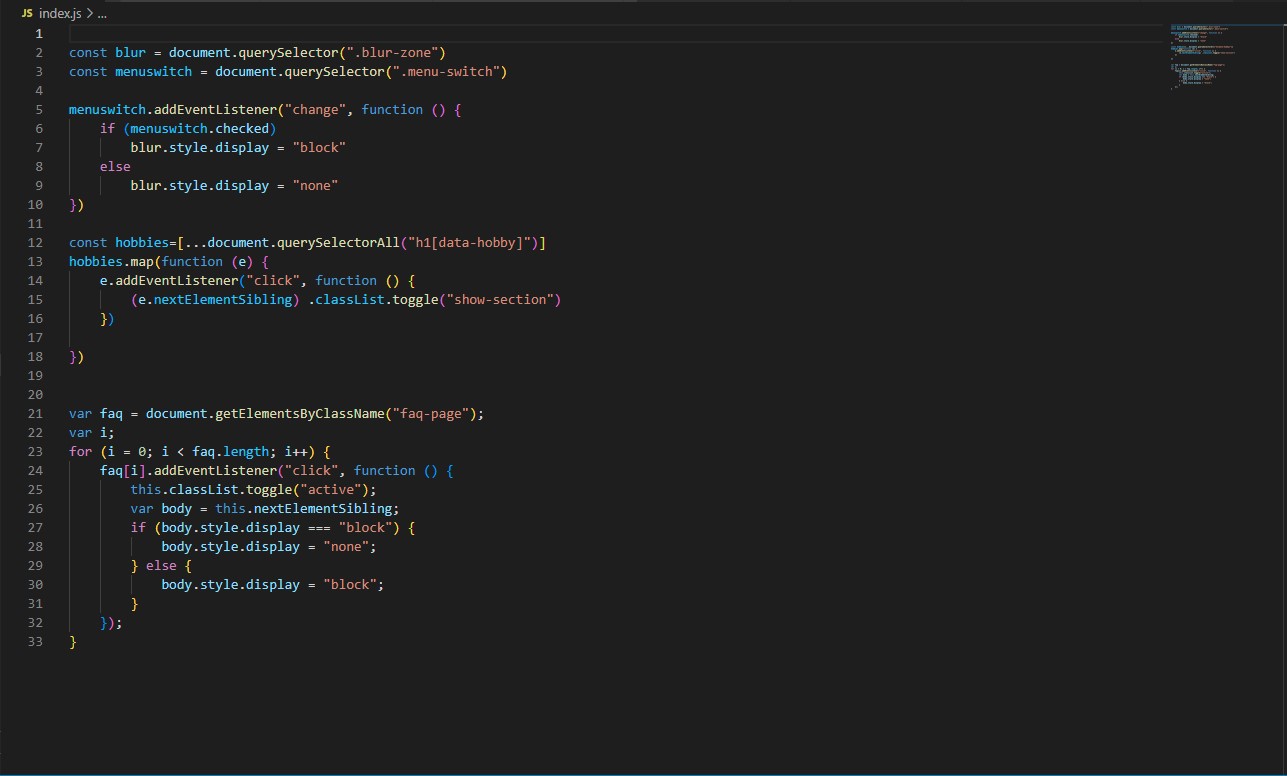 JS index.js > ...
1
2 const blur = document.querySelector(".blur-zone")
3 const menuswitch = document.querySelector(".menu-switch")
4
5 menuswitch.addEventListener("change", function () {
6     if (menuswitch.checked)
7         blur.style.display = "block"
8     else
9         blur.style.display = "none"
10 })
11
12 const hobbies=[...document.querySelectorAll("h1[data-hobby]")]
13 hobbies.map(function (e) {
14     e.addEventListener("click", function () {
15         (e.nextElementSibling) .classList.toggle("show-section")
16     })
17
18 })
19
20
21 var faq = document.getElementsByClassName("faq-page");
22 var i;
23 for (i = 0; i < faq.length; i++) {
24     faq[i].addEventListener("click", function () {
25         this.classList.toggle("active");
26         var body = this.nextElementSibling;
27         if (body.style.display === "block") {
28             body.style.display = "none";
29         } else {
30             body.style.display = "block";
31         }
32     });
33 }